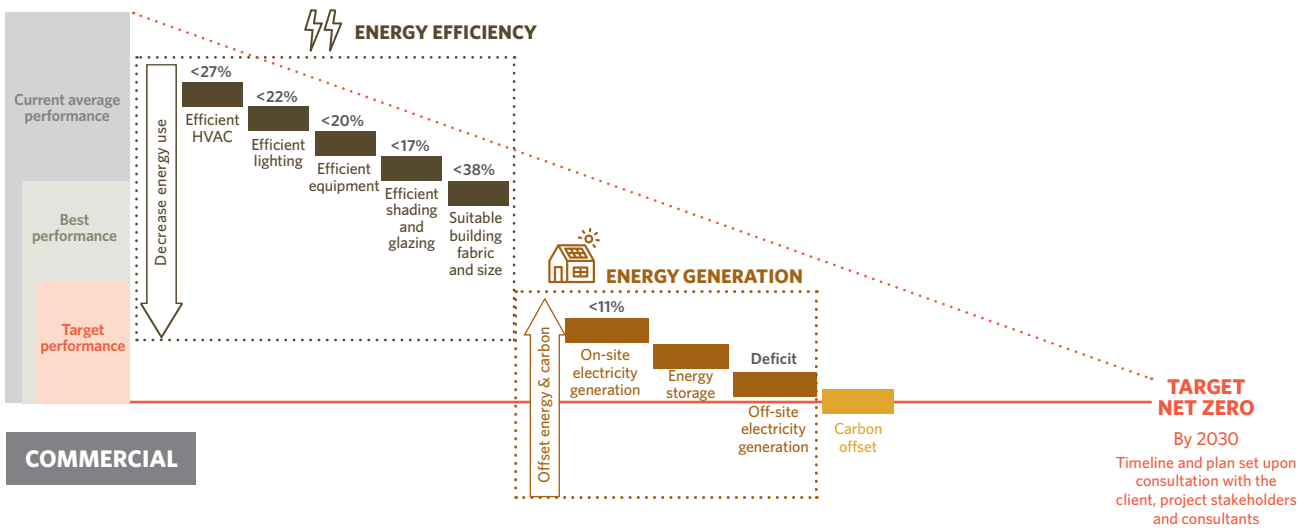 ENERGY EFFICIENCY
Current average
performance
Best
performance
Target
performance
Decrease energy use
<27%
Efficient
HVAC
<22%
Efficient
lighting
<20%
Efficient
equipment
<17%
Efficient
shading
and
glazing
<38%
Suitable
building
fabric
and size
ENERGY GENERATION
Offset energy & carbon
<11%
On-site
electricity
generation
Energy
storage
Deficit
Off-site
electricity
generation
Carbon
offset
TARGET
NET ZERO
By 2030
Timeline and plan set upon
consultation with the
client, project stakeholders
and consultants
COMMERCIAL